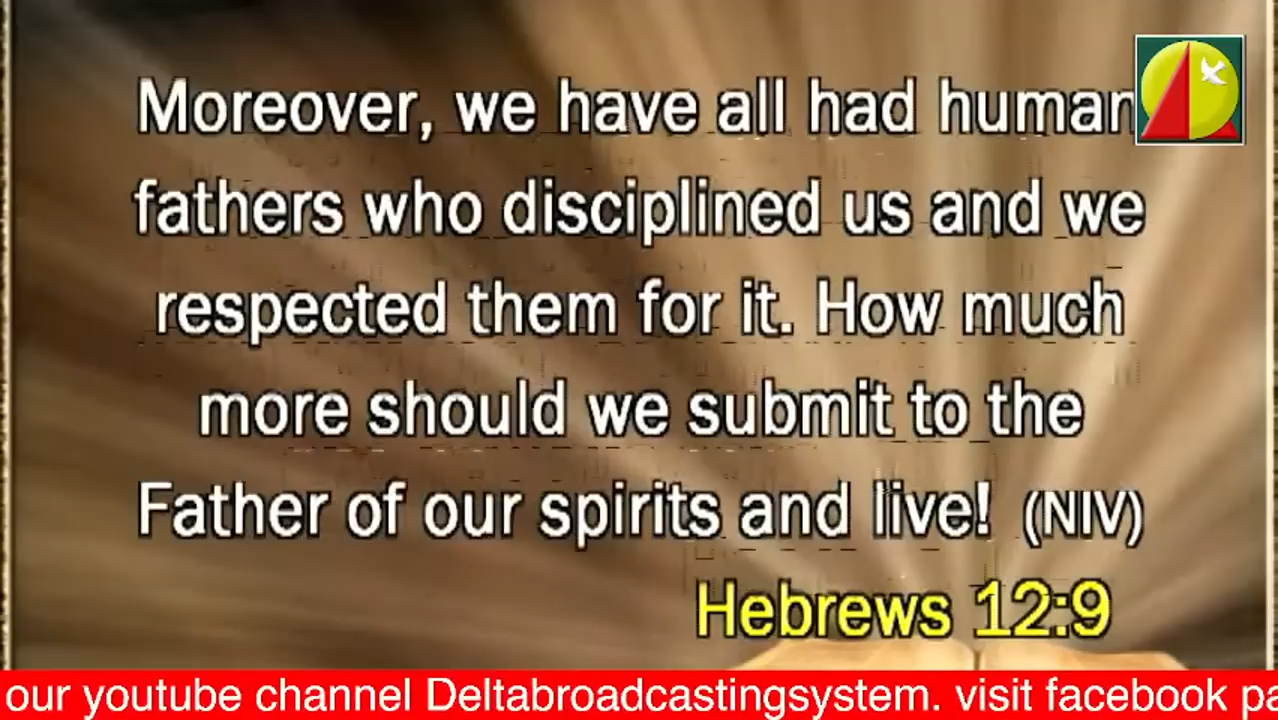 Moreover, we have all had human
fathers who disciplined us and we
respected them for it. How much
more should we submit to the
Father of our spirits and live! (NIV)
Hebrews 12:9
our youtube channel Deltabroadcastingsystem. visit facebook pa